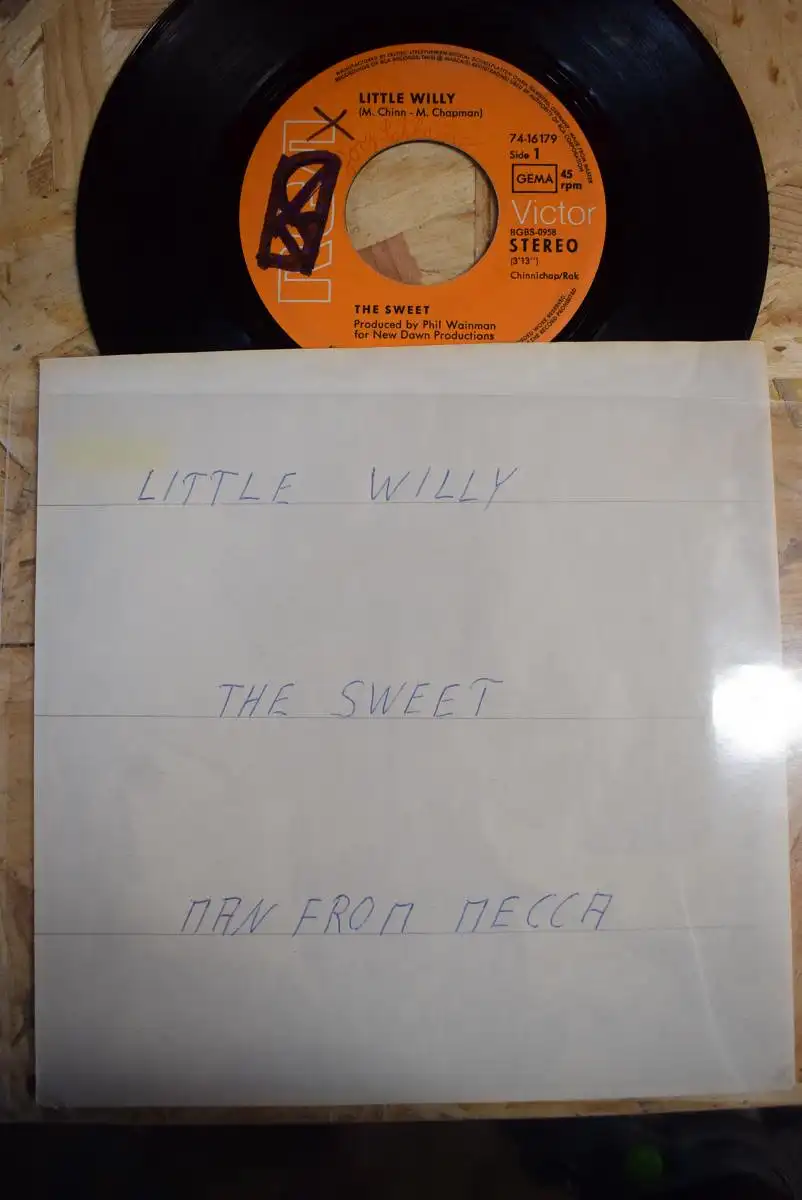 LITTLE WILLY
(M. Chinn - M. Chapman)
74-16179
Side 1
GEMA
45
rpm
Victor
BGBS-0958
STEREO
(3'13'')
Chinnichap/Rak
THE SWEET
Produced by Phil Wainman
for New Dawn Productions
LITTLE WILLY
THE SWEET
MAN FROM MECCA